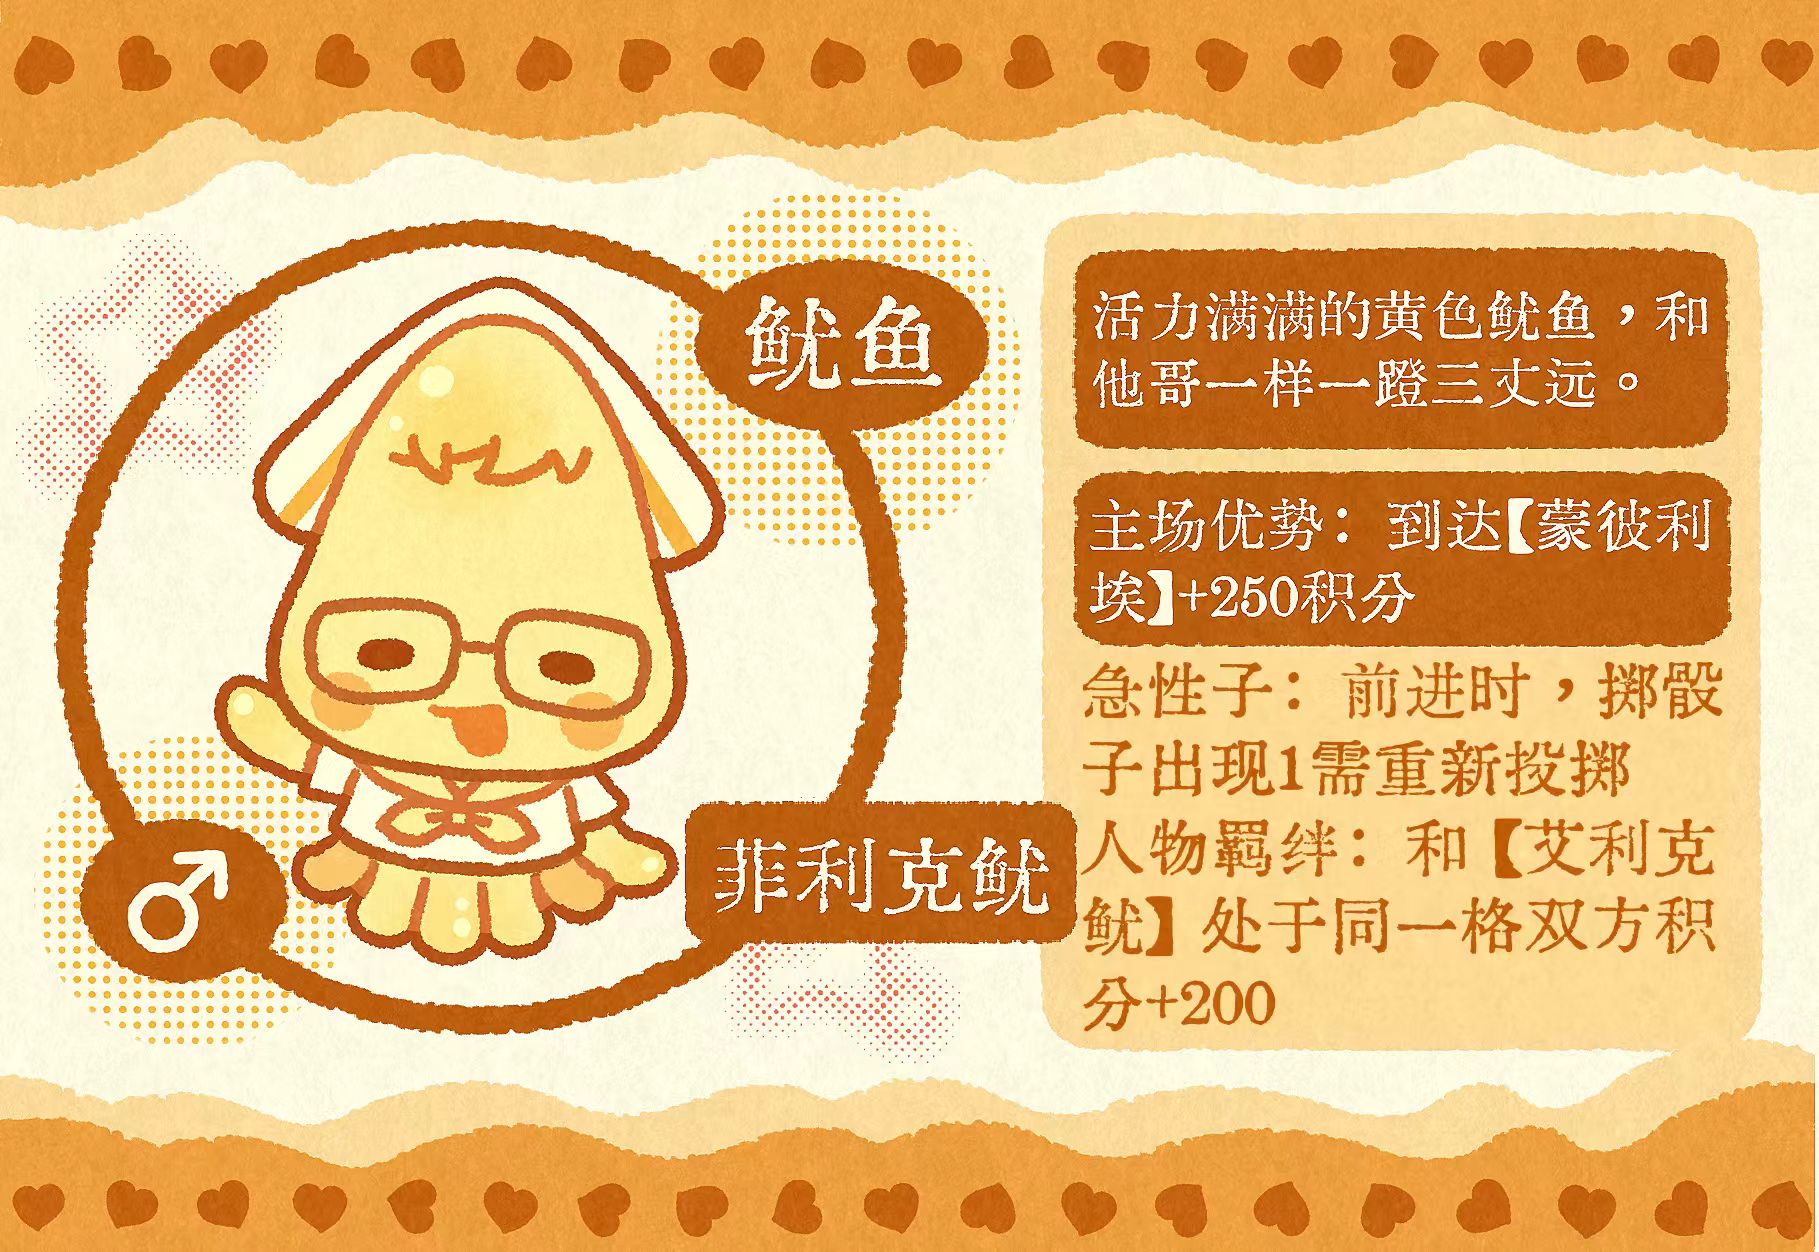 鱿鱼
菲利克鱿
活力满满的黄色鱿鱼，和
他哥一样一蹬三丈远。
主场优势：到达【蒙彼利
埃】+250积分
急性子：前进时，掷骰
子出现1需重新投掷
人物羁绊：和【艾利克
鱿】处于同一格双方积
分+200